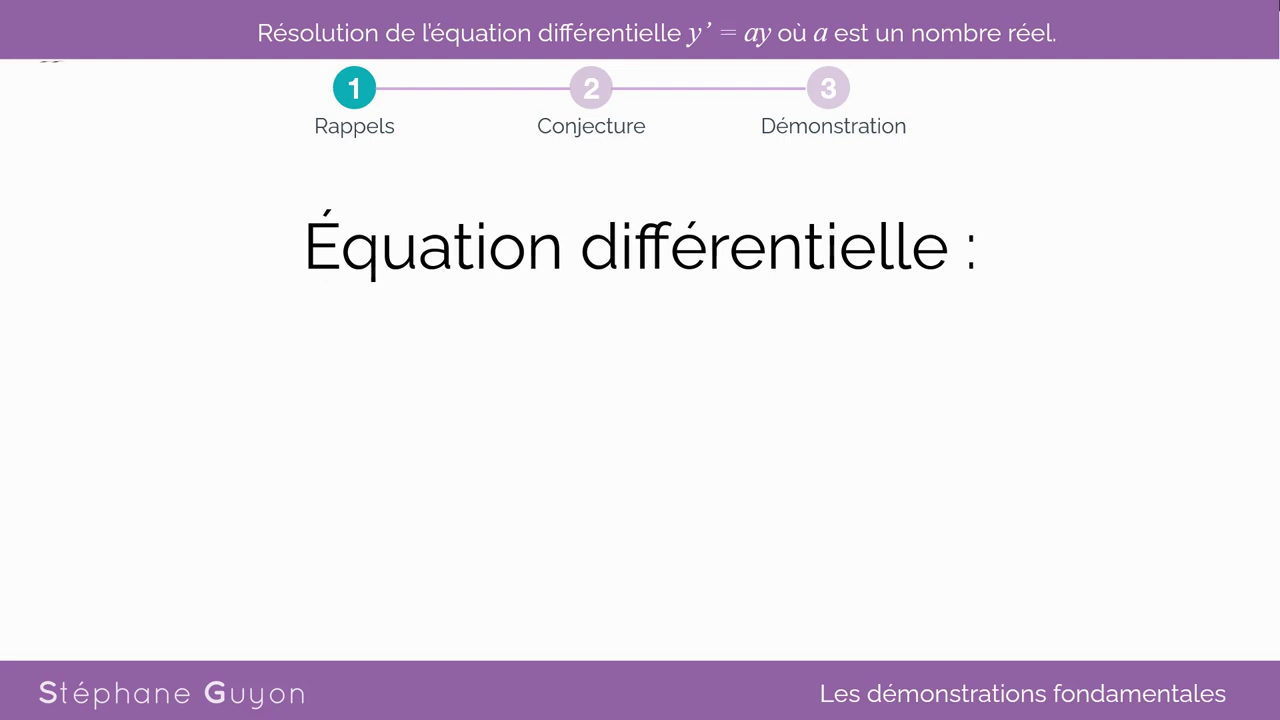 Résolution de l’équation différentielle y’ = ay où a est un nombre réel.
1 2 3
Rappels Conjecture Démonstration
Équation différentielle :
Stéphane Guyon Les démonstrations fondamentales